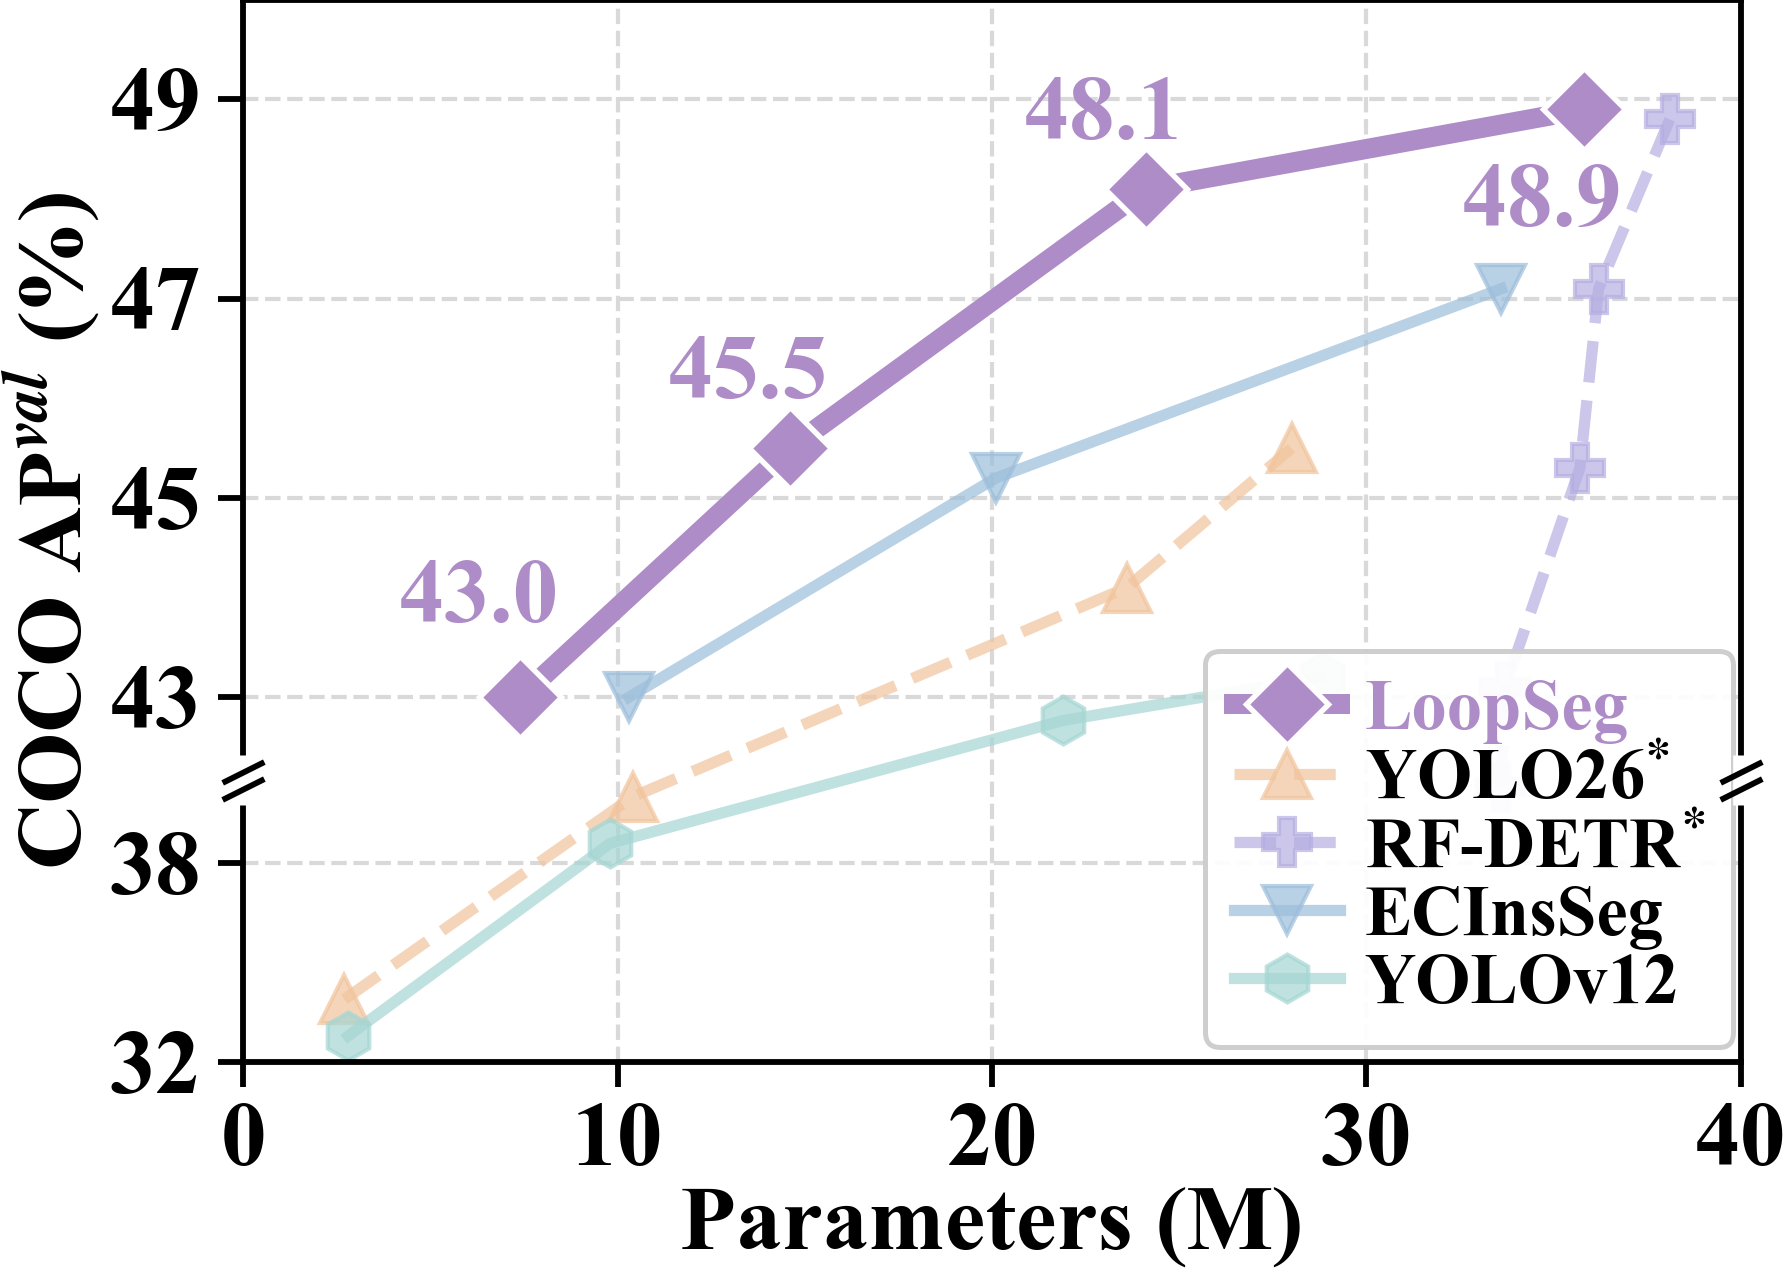 COCO AP^val (%)
49
47
45
43
38
32
0 10 20 30 40
Parameters (M)
43.0
45.5
48.1
48.9
LoopSeg
YOLO26*
RF-DETR*
ECInsSeg
YOLOv12